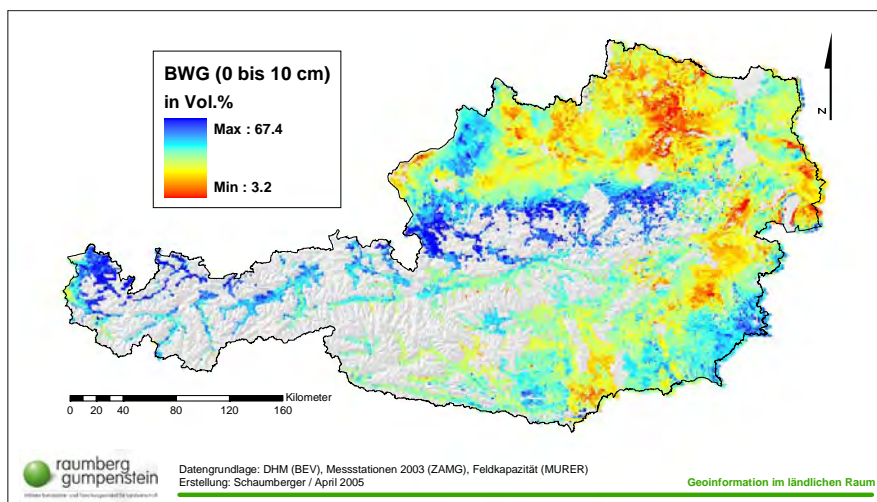 BWG (0 bis 10 cm)
in Vol.%
Max : 67.4
Min : 3.2
N
Kilometer
0 20 40 80 120 160
raumberg
gumpenstein
Datengrundlage: DHM (BEV), Messstationen 2003 (ZAMG), Feldkapazität (MURER)
Erstellung: Schaumberger / April 2005
Geoinformation im ländlichen Raum